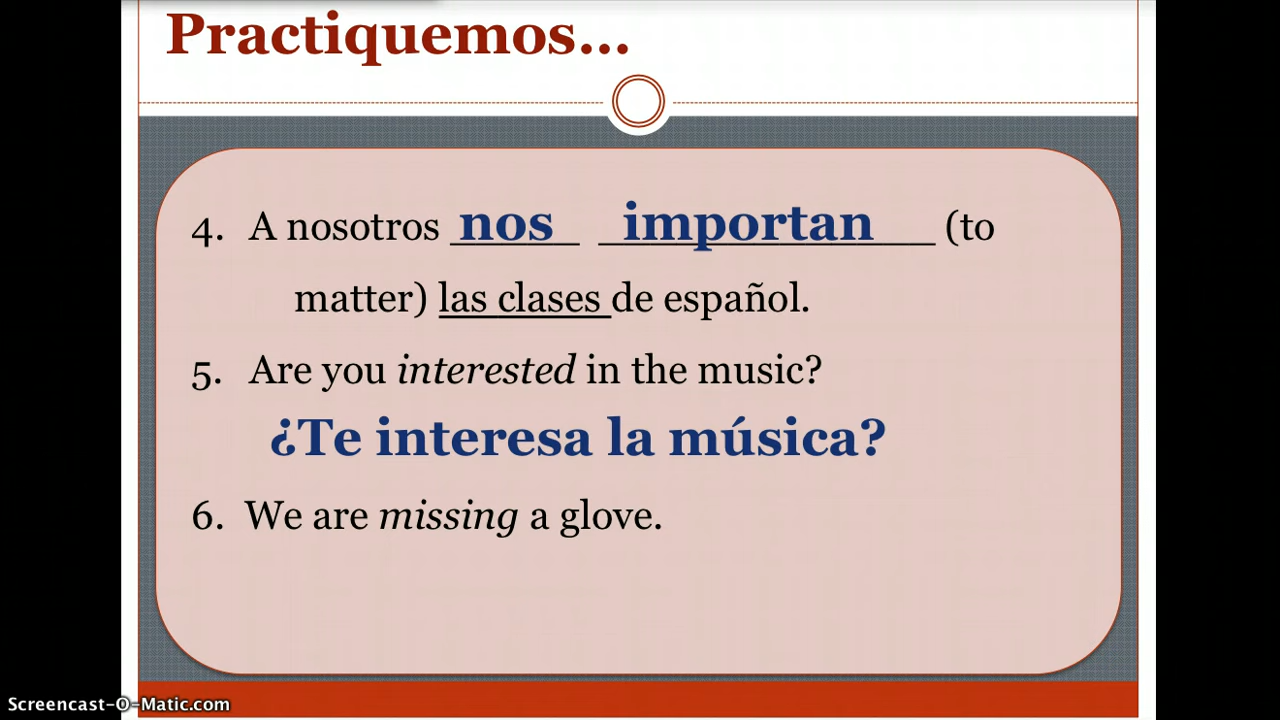 Practiquemos...
4. A nosotros nos importan (to
matter) las clases de español.
5. Are you interested in the music?
¿Te interesa la música?
6. We are missing a glove.
Screencast-O-Matic.com